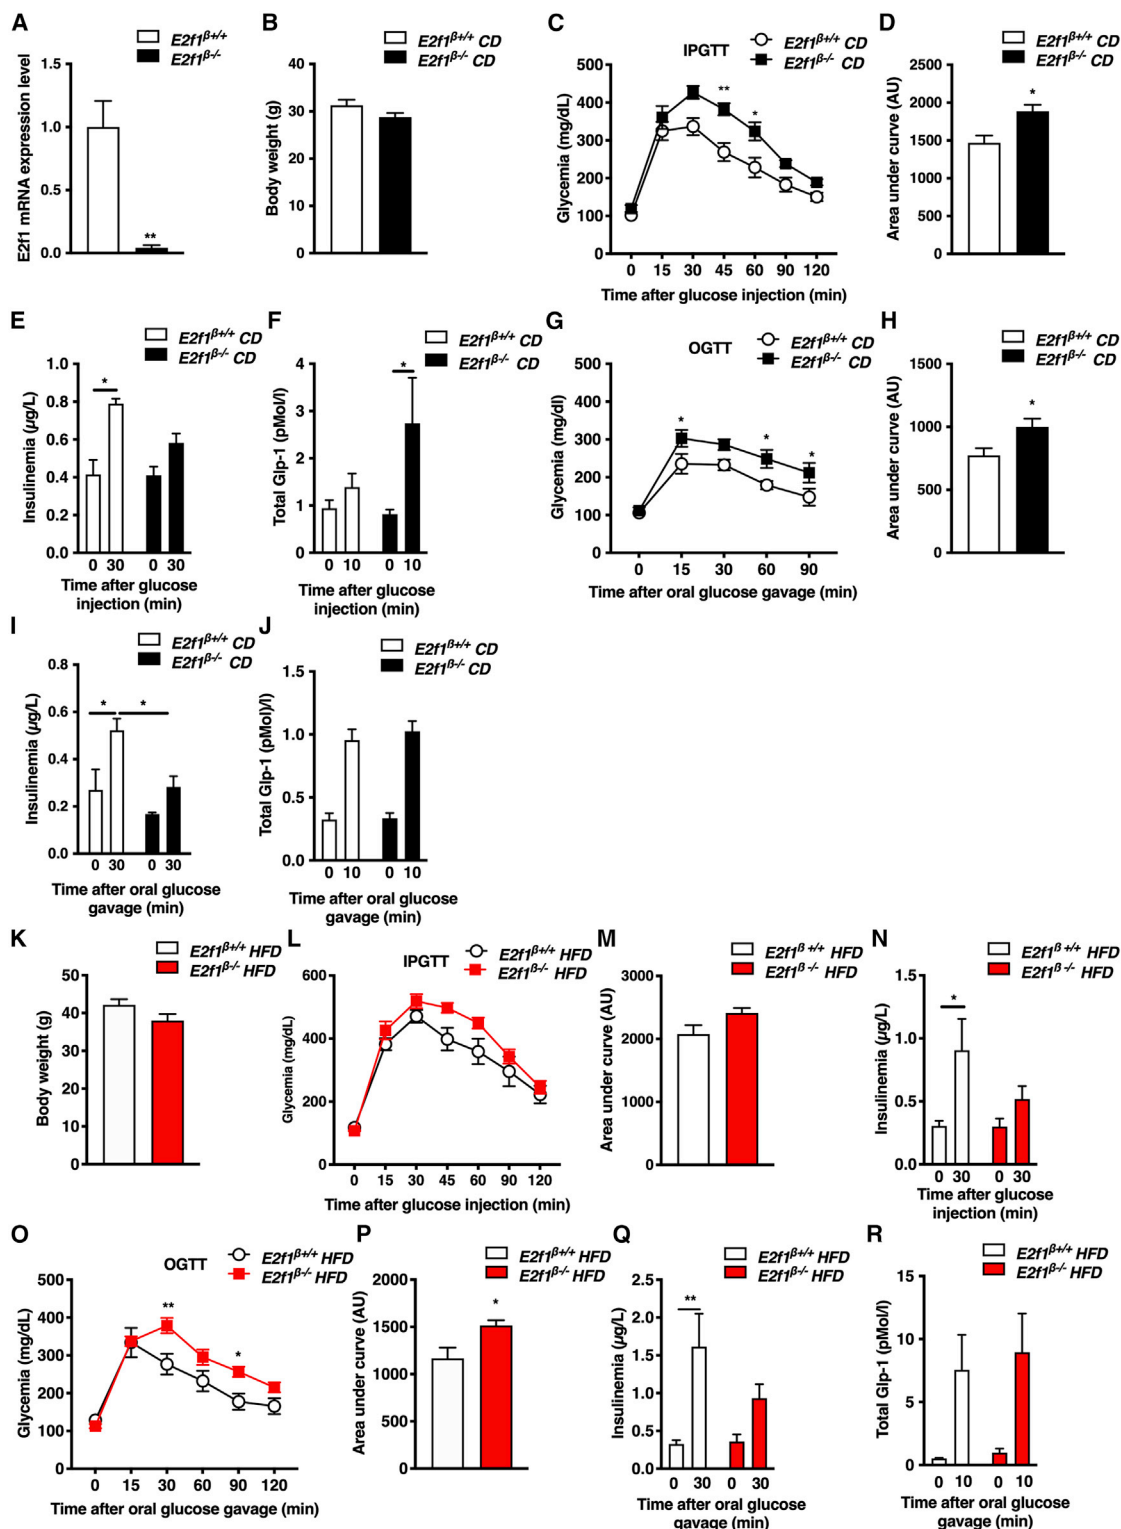 A
E2f1β+/+
E2f1β-/-
E2f1 mRNA expression level
1.5
1.0
0.5
0.0
**
B
E2f1β+/+ CD
E2f1β-/- CD
Body weight (g)
40
30
20
10
0
C
IPGTT
E2f1β+/+ CD
E2f1β-/- CD
Glycemia (mg/dL)
500
400
300
200
100
0
** *
0 15 30 45 60 90 120
Time after glucose injection (min)
D
E2f1β+/+ CD
E2f1β-/- CD
Area under curve (AU)
2500
2000
1500
1000
500
0
*
E
E2f1β+/+ CD
E2f1β-/- CD
Insulinemia (µg/L)
1.0
0.8
0.6
0.4
0.2
0.0
*
0 30 0 30
Time after glucose
injection (min)
F
E2f1β+/+ CD
E2f1β-/- CD
Total Glp-1 (pMol/l)
4
3
2
1
0
*
0 10 0 10
Time after glucose
injection (min)
G
OGTT
E2f1β+/+ CD
E2f1β-/- CD
Glycemia (mg/dl)
500
400
300
200
100
0
* * *
0 15 30 60 90
Time after oral glucose gavage (min)
H
E2f1β+/+ CD
E2f1β-/- CD
Area under curve (AU)
1500
1000
500
0
*
I
E2f1β+/+ CD
E2f1β-/- CD
Insulinemia (µg/L)
0.8
0.6
0.4
0.2
0.0
* *
0 30 0 30
Time after oral glucose
gavage (min)
J
E2f1β+/+ CD
E2f1β-/- CD
Total Glp-1 (pMol)/l)
1.5
1.0
0.5
0.0
0 10 0 10
Time after oral glucose
gavage (min)
K
E2f1β+/+ HFD
E2f1β-/- HFD
Body weight (g)
50
40
30
20
10
0
L
IPGTT
E2f1β+/+ HFD
E2f1β-/- HFD
Glycemia (mg/dL)
600
400
200
0
0 15 30 45 60 90 120
Time after glucose injection (min)
M
E2f1β +/+ HFD
E2f1β -/- HFD
Area under curve (AU)
3000
2000
1000
0
N
E2f1β +/+ HFD
E2f1β -/- HFD
Insulinemia (µg/L)
1.5
1.0
0.5
0.0
*
0 30 0 30
Time after glucose
injection (min)
O
OGTT
E2f1β+/+ HFD
E2f1β-/- HFD
Glycemia (mg/dL)
500
400
300
200
100
0
** *
0 15 30 60 90 120
Time after oral glucose gavage (min)
P
E2f1β+/+ HFD
E2f1β-/- HFD
Area under curve (AU)
2000
1500
1000
500
0
*
Q
E2f1β+/+ HFD
E2f1β-/- HFD
Insulinemia (µg/L)
2.5
2.0
1.5
1.0
0.5
0.0
**
0 30 0 30
Time after oral glucose
gavage (min)
R
E2f1β+/+ HFD
E2f1β-/- HFD
Total Glp-1 (pMol/l)
15
10
5
0
0 10 0 10
Time after oral glucose
gavage (min)